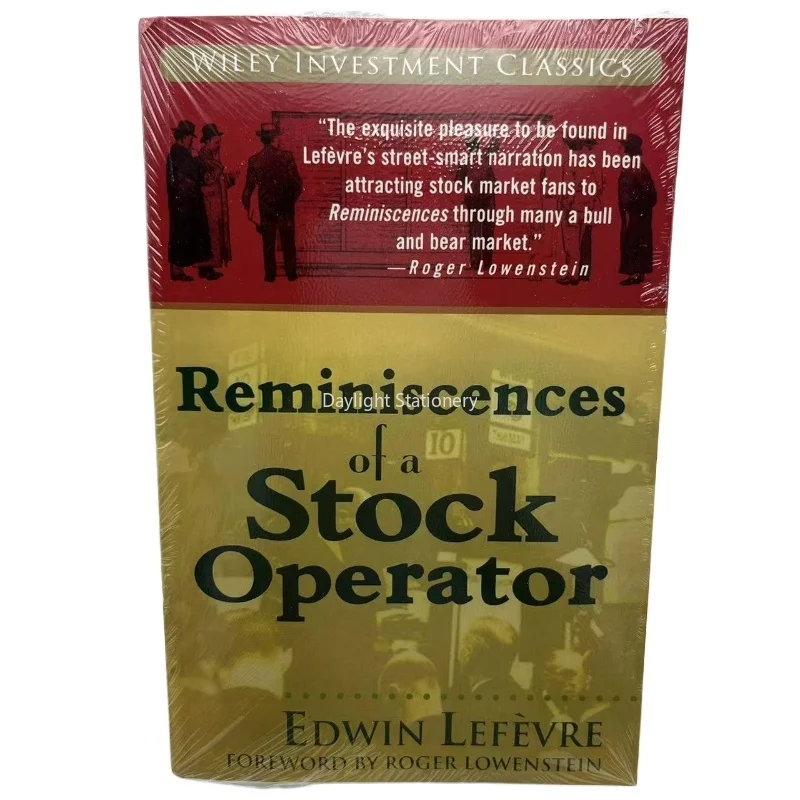 WILEY INVESTMENT CLASSICS
“The exquisite pleasure to be found in
Lefèvre’s street-smart narration has been
attracting stock market fans to
Reminiscences through many a bull
and bear market.”
—Roger Lowenstein
Reminiscences
Daylight Stationery
of a
10
Stock
Operator
EDWIN LEFÈVRE
FOREWORD BY ROGER LOWENSTEIN